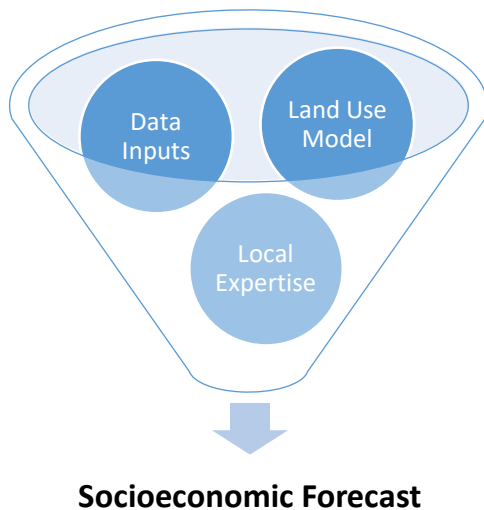 Data
Inputs
Land Use
Model
Local
Expertise
Socioeconomic Forecast